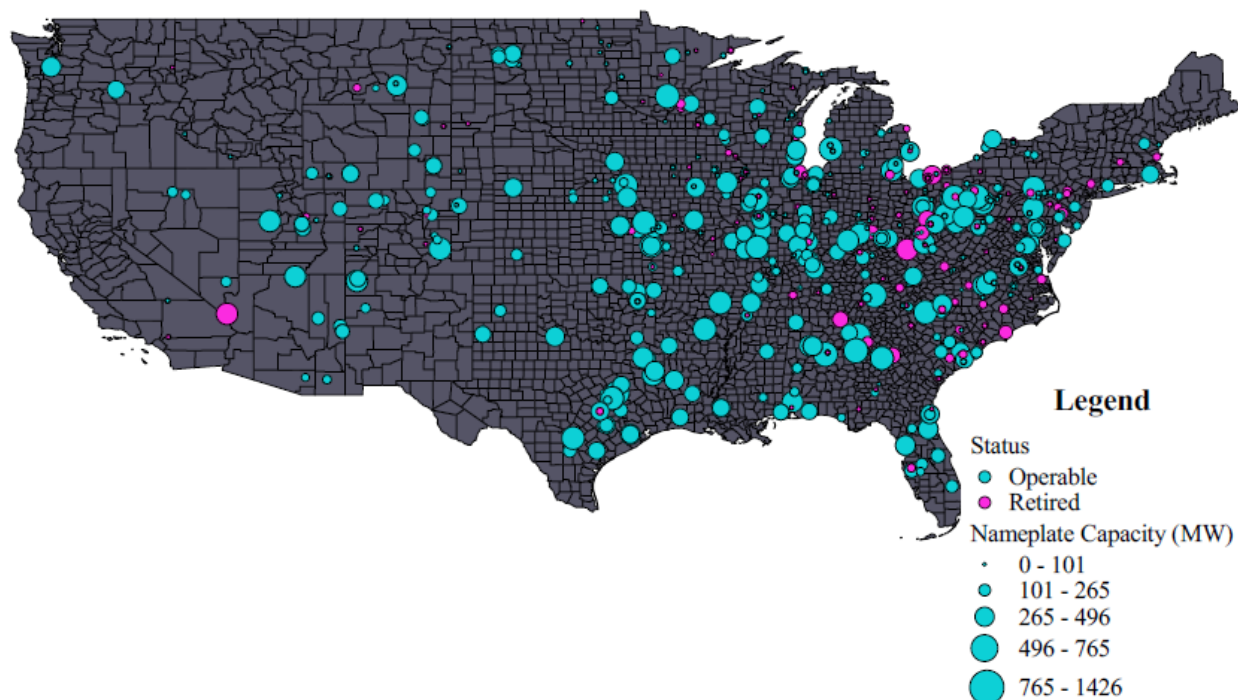 Legend
Status
Operable
Retired
Nameplate Capacity (MW)
0 - 101
101 - 265
265 - 496
496 - 765
765 - 1426